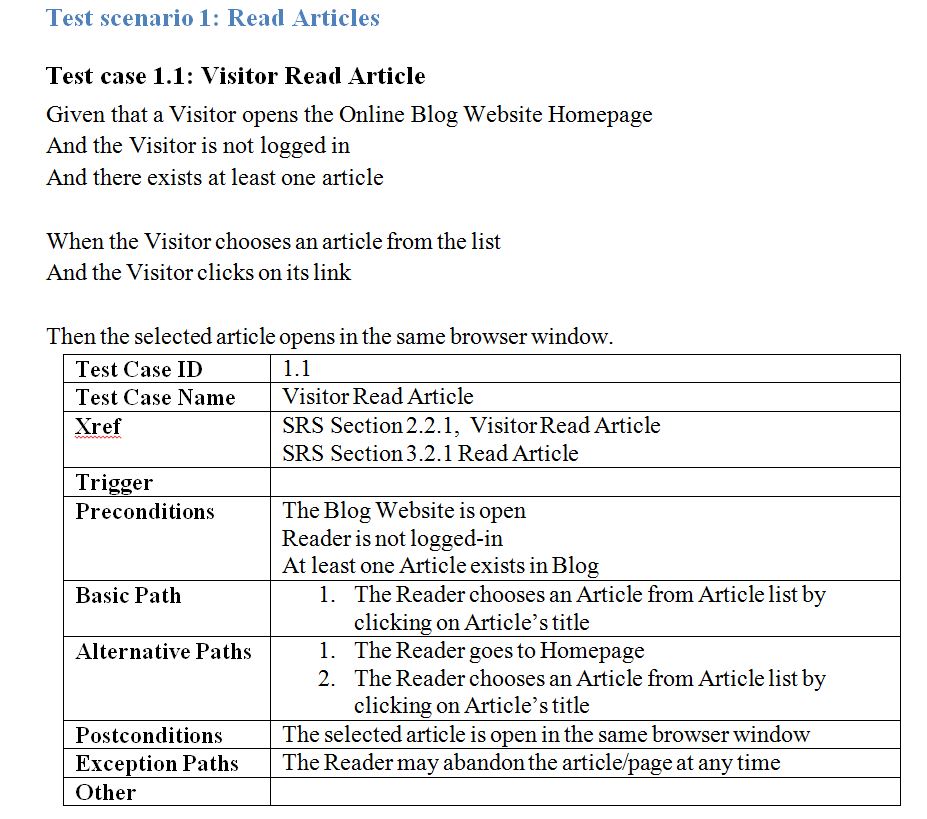 Test scenario 1: Read Articles
Test case 1.1: Visitor Read Article
Given that a Visitor opens the Online Blog Website Homepage
And the Visitor is not logged in
And there exists at least one article
When the Visitor chooses an article from the list
And the Visitor clicks on its link
Then the selected article opens in the same browser window.
Test Case ID 1.1
Test Case Name Visitor Read Article
Xref SRS Section 2.2.1, Visitor Read Article
SRS Section 3.2.1 Read Article
Trigger
Preconditions The Blog Website is open
Reader is not logged-in
At least one Article exists in Blog
Basic Path 1. The Reader chooses an Article from Article list by
clicking on Article's title
Alternative Paths 1. The Reader goes to Homepage
2. The Reader chooses an Article from Article list by
clicking on Article's title
Postconditions The selected article is open in the same browser window
Exception Paths The Reader may abandon the article/page at any time
Other